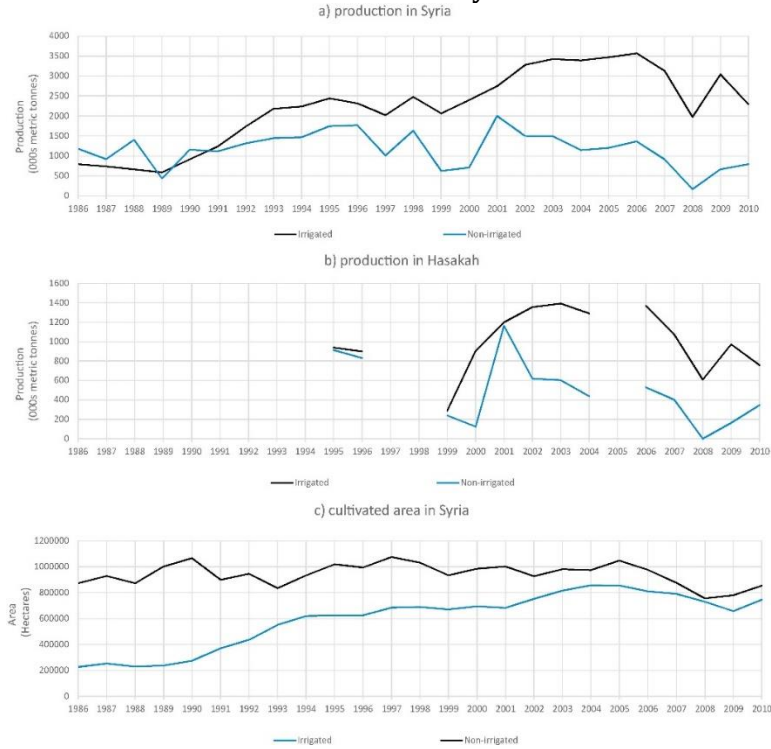 a) production in Syria
Production
(000s metric tonnes)
4000
3500
3000
2500
2000
1500
1000
500
0
1986 1987 1988 1989 1990 1991 1992 1993 1994 1995 1996 1997 1998 1999 2000 2001 2002 2003 2004 2005 2006 2007 2008 2009 2010
Irrigated Non-irrigated
b) production in Hasakah
Production
(000s metric tonnes)
1600
1400
1200
1000
800
600
400
200
0
1986 1987 1988 1989 1990 1991 1992 1993 1994 1995 1996 1997 1998 1999 2000 2001 2002 2003 2004 2005 2006 2007 2008 2009 2010
Irrigated Non-irrigated
c) cultivated area in Syria
Area
(Hectares)
1200000
1000000
800000
600000
400000
200000
0
1986 1987 1988 1989 1990 1991 1992 1993 1994 1995 1996 1997 1998 1999 2000 2001 2002 2003 2004 2005 2006 2007 2008 2009 2010
Irrigated Non-irrigated